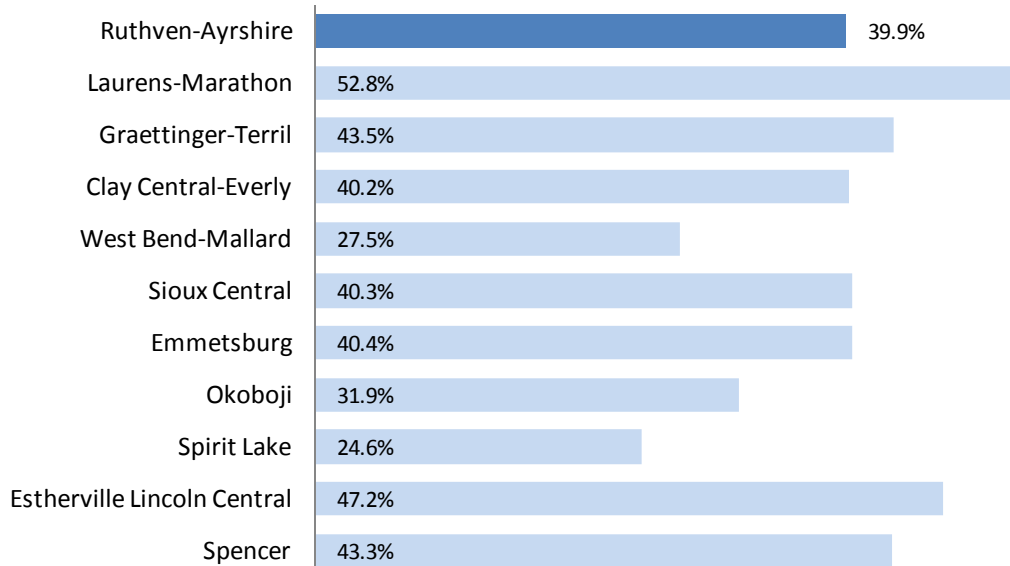 Ruthven-Ayrshire 39.9%
Laurens-Marathon 52.8%
Graettinger-Terril 43.5%
Clay Central-Everly 40.2%
West Bend-Mallard 27.5%
Sioux Central 40.3%
Emmetsburg 40.4%
Okoboji 31.9%
Spirit Lake 24.6%
Estherville Lincoln Central 47.2%
Spencer 43.3%